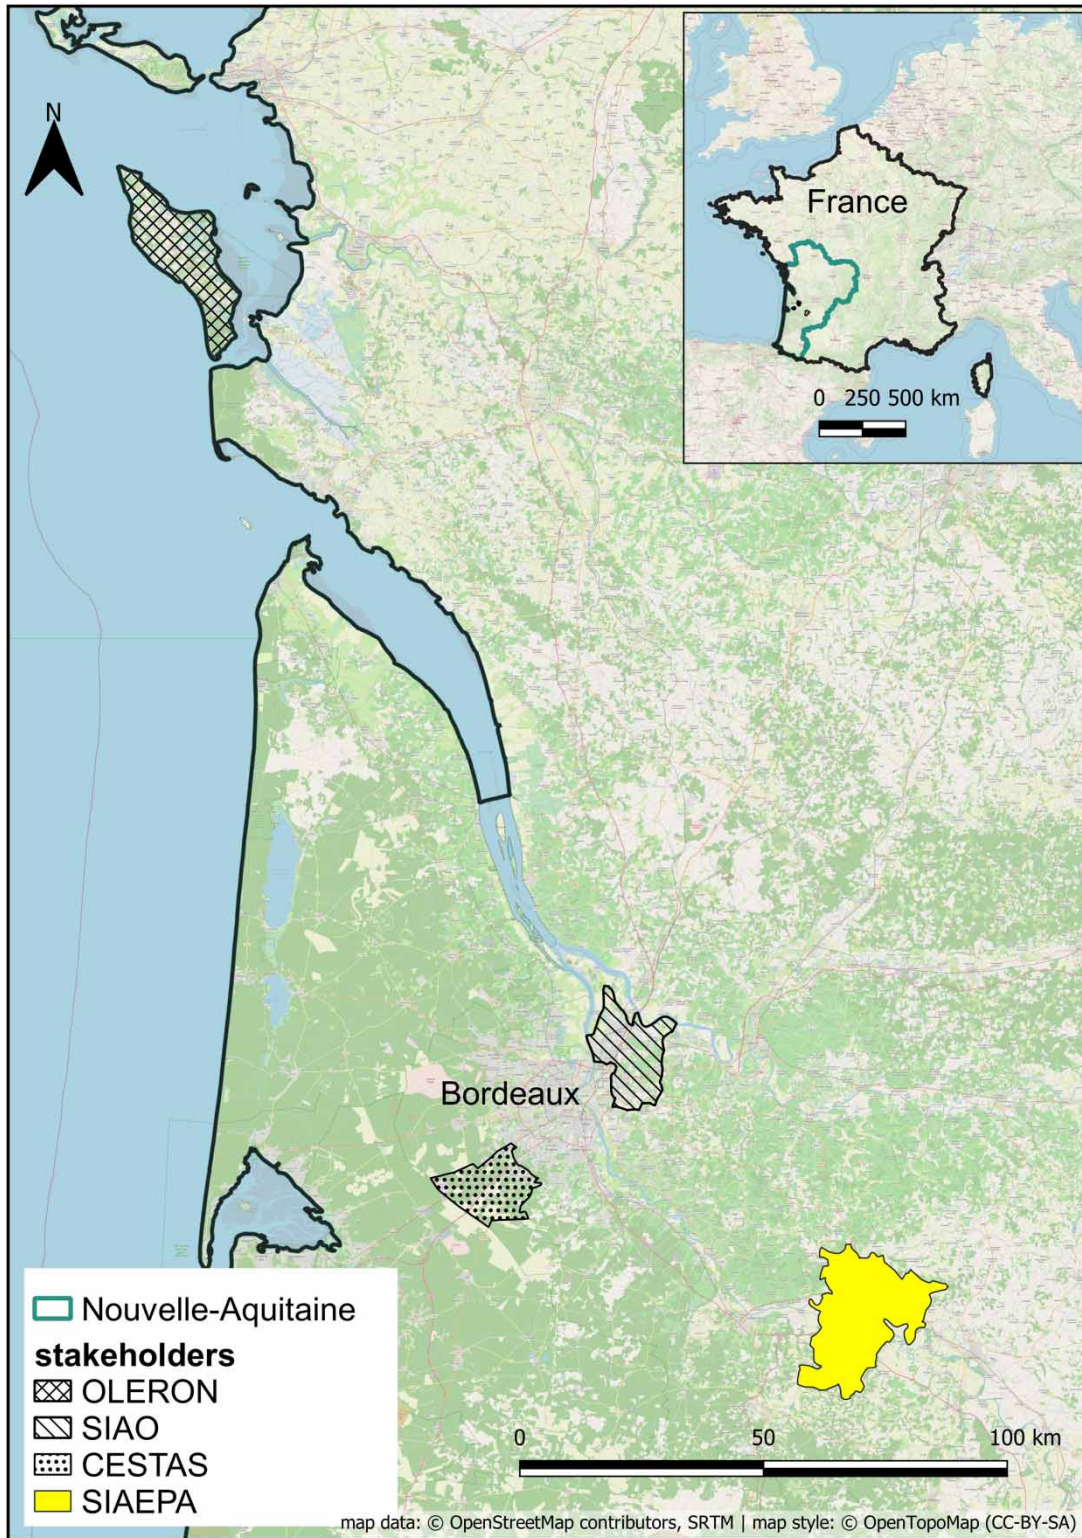 N
France
0 250 500 km
Bordeaux
Nouvelle-Aquitaine
stakeholders
OLERON
SIAO
CESTAS
SIAEPA
0 50 100 km
map data: © OpenStreetMap contributors, SRTM | map style: © OpenTopoMap (CC-BY-SA)